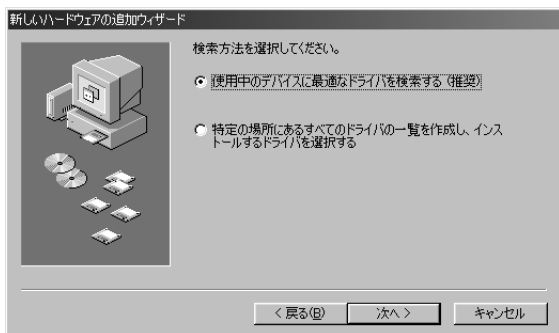 新しいハードウェアの追加ウィザード
検索方法を選択してください。
使用中のデバイスに最適なドライバを検索する (推奨)
特定の場所にあるすべてのドライバの一覧を作成し、インス
トールするドライバを選択する
< 戻る(B)
次へ >
キャンセル